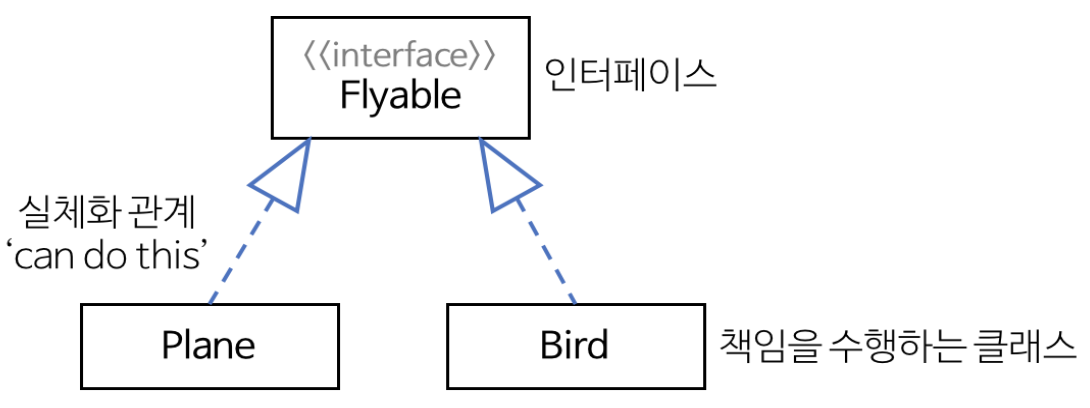 〈〈interface〉〉
Flyable
인터페이스
실체화 관계
‘can do this’
Plane
Bird
책임을 수행하는 클래스